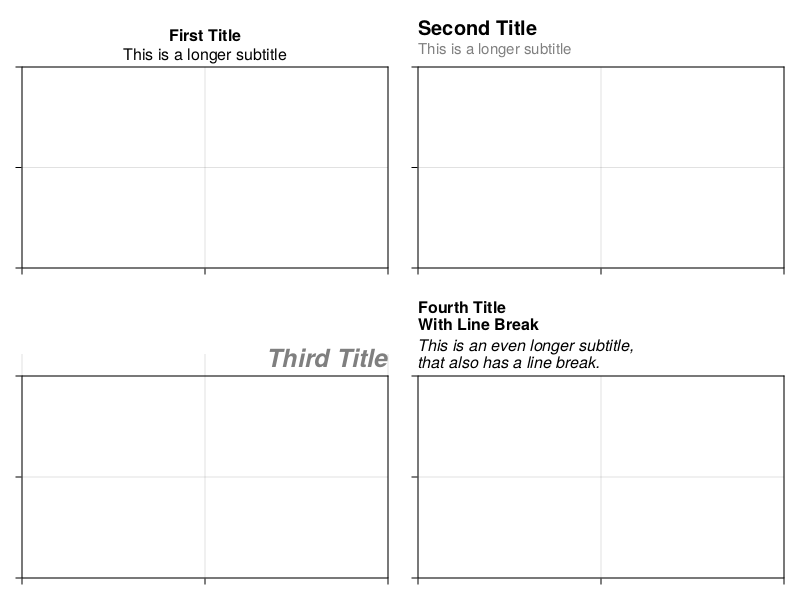 First Title
This is a longer subtitle
Second Title
This is a longer subtitle
Third Title
Fourth Title
With Line Break
This is an even longer subtitle,
that also has a line break.